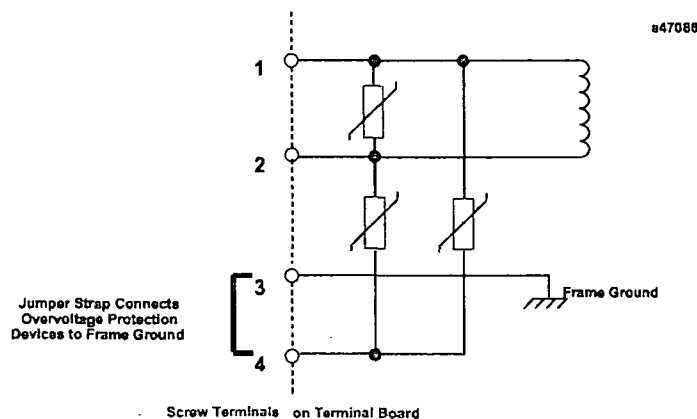 a47086
1
2
3
Frame Ground
Jumper Strap Connects
Overvoltage Protection
Devices to Frame Ground
4
Screw Terminals on Terminal Board